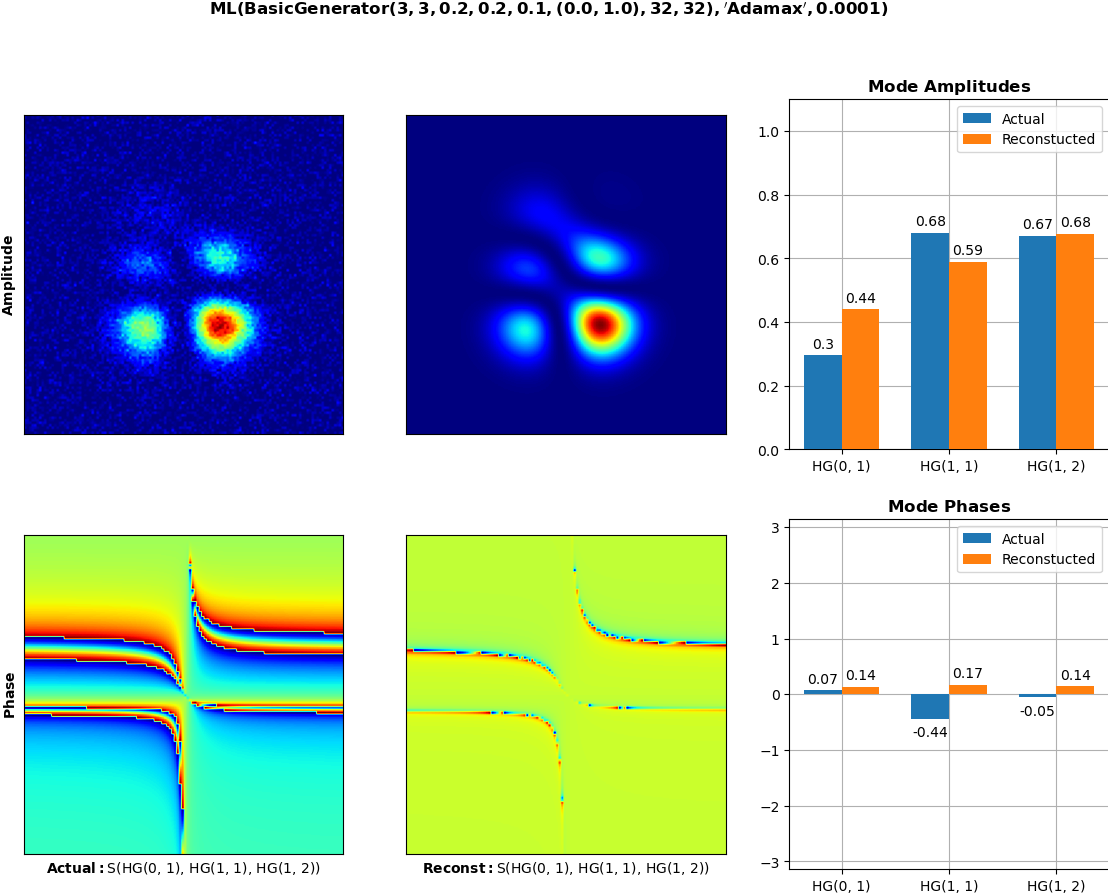 ML(BasicGenerator(3, 3, 0.2, 0.2, 0.1, (0.0, 1.0), 32, 32), ′Adamax′, 0.0001)
Amplitude
Mode Amplitudes
Actual
Reconstucted
1.0
0.8
0.6
0.4
0.2
0.0
0.3
0.44
0.68
0.59
0.67
0.68
HG(0, 1)
HG(1, 1)
HG(1, 2)
Phase
Actual: S(HG(0, 1), HG(1, 1), HG(1, 2))
Reconst: S(HG(0, 1), HG(1, 1), HG(1, 2))
Mode Phases
Actual
Reconstucted
3
2
1
0
−1
−2
−3
0.07
0.14
-0.44
0.17
-0.05
0.14
HG(0, 1)
HG(1, 1)
HG(1, 2)